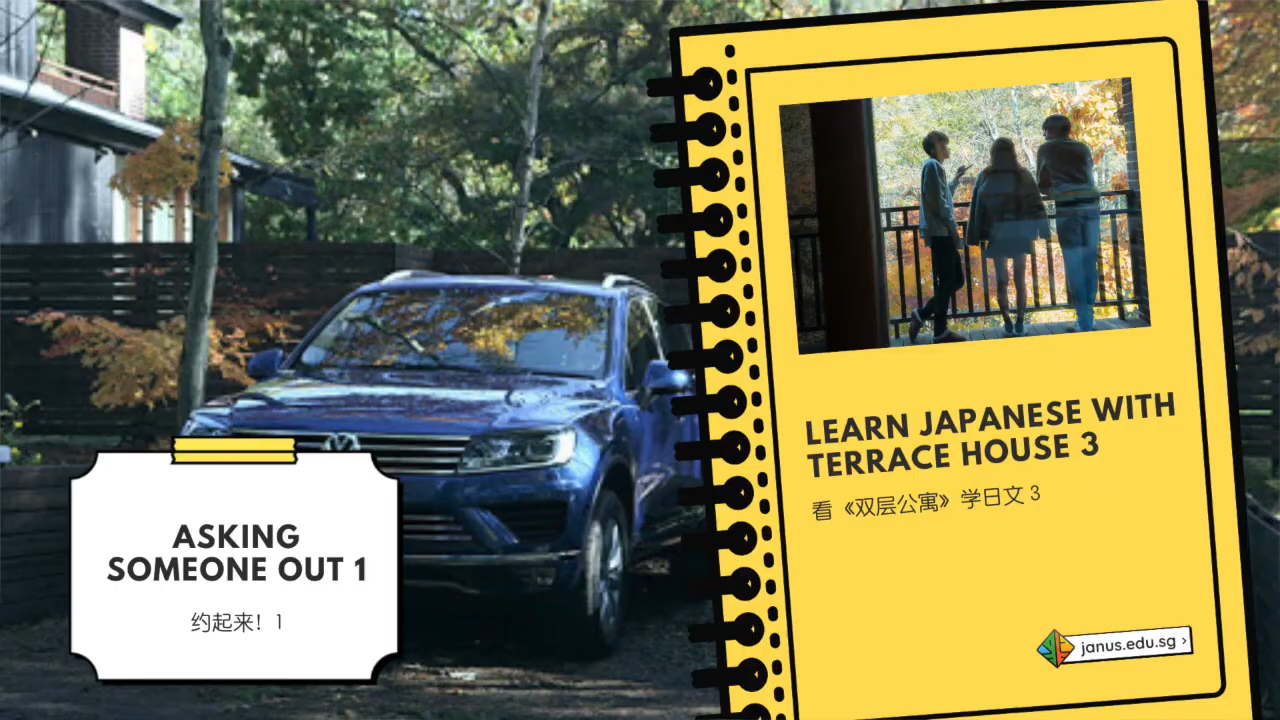 ASKING
SOMEONE OUT 1
约起来! 1
LEARN JAPANESE WITH
TERRACE HOUSE 3
看《双层公寓》学日文 3
janus.edu.sg ›